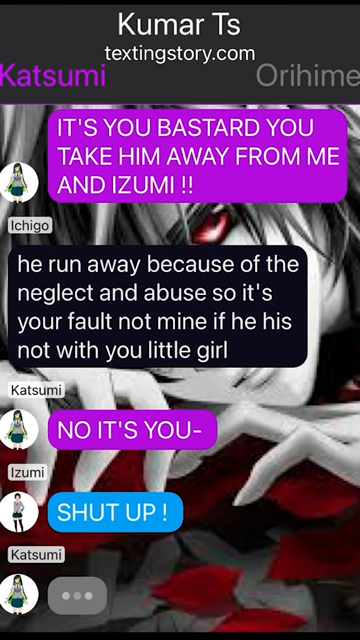 Kumar Ts
textingstory.com
Katsumi Orihime
IT'S YOU BASTARD YOU
TAKE HIM AWAY FROM ME
AND IZUMI !!
Ichigo
he run away because of the
neglect and abuse so it's
your fault not mine if he his
not with you little girl
Katsumi
NO IT'S YOU-
Izumi
SHUT UP !
Katsumi